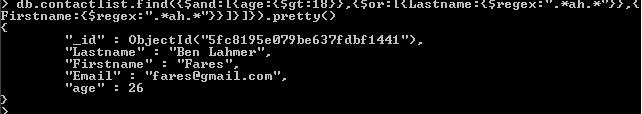 > db.contactlist.find({$and:[{age:{$gt:18}},{$or:[{Lastname:{$regex:".*ah.*"}},{
Firstname:{$regex:".*ah.*"}}]}]}).pretty()
{
        "_id" : ObjectId("5fc8195e079be637fdbf1441"),
        "Lastname" : "Ben Lahmer",
        "Firstname" : "Fares",
        "Email" : "fares@gmail.com",
        "age" : 26
}
>